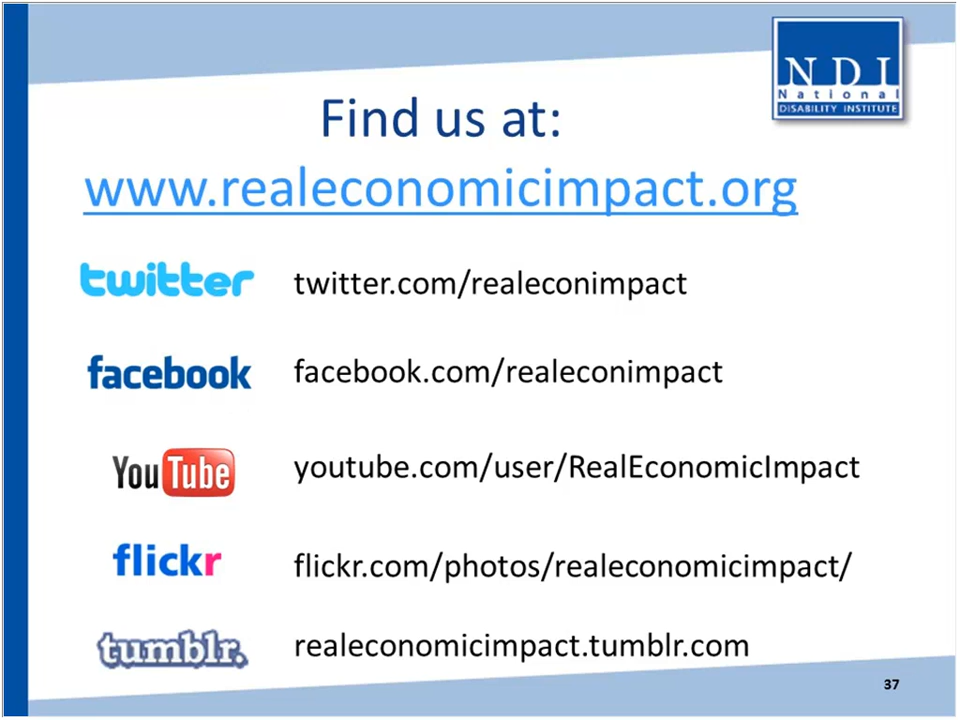 NDI
National
DISABILITY INSTITUTE
Find us at:
www.realeconomicimpact.org
twitter twitter.com/realeconimpact
facebook facebook.com/realeconimpact
YouTube youtube.com/user/RealEconomicImpact
flickr flickr.com/photos/realeconomicimpact/
tumblr. realeconomicimpact.tumblr.com
37